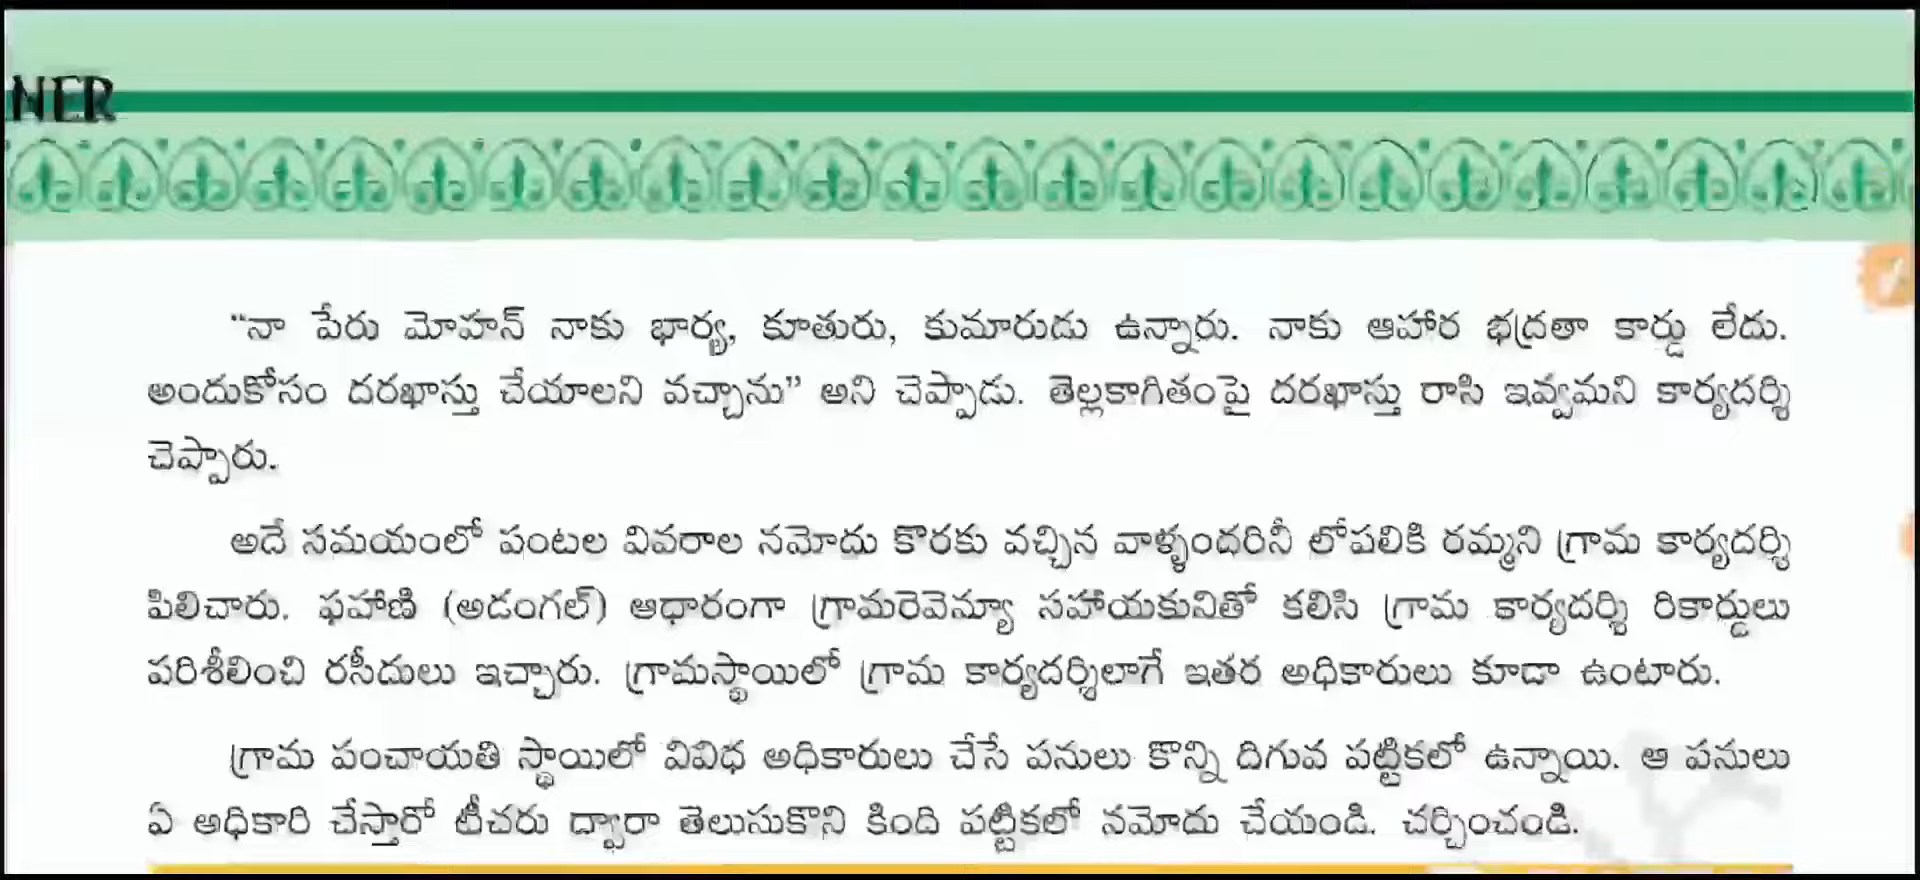 NER
“నా పేరు మోహన్ నాకు భార్య, కూతురు, కుమారుడు ఉన్నారు. నాకు ఆహార భద్రతా కార్డు లేదు.
అందుకోసం దరఖాస్తు చేయాలని వచ్చాను” అని చెప్పాడు. తెల్లకాగితంపై దరఖాస్తు రాసి ఇవ్వమని కార్యదర్శి
చెప్పారు.
అదే సమయంలో పంటల వివరాల నమోదు కొరకు వచ్చిన వాళ్ళందరినీ లోపలికి రమ్మని గ్రామ కార్యదర్శి
పిలిచారు. ఫహాణి (అడంగల్) ఆధారంగా గ్రామరెవెన్యూ సహాయకునితో కలిసి గ్రామ కార్యదర్శి రికార్డులు
పరిశీలించి రసీదులు ఇచ్చారు. గ్రామస్థాయిలో గ్రామ కార్యదర్శిలాగే ఇతర అధికారులు కూడా ఉంటారు.
గ్రామ పంచాయతి స్థాయిలో వివిధ అధికారులు చేసే పనులు కొన్ని దిగువ పట్టికలో ఉన్నాయి. ఆ పనులు
ఏ అధికారి చేస్తారో టీచరు ద్వారా తెలుసుకొని కింది పట్టికలో నమోదు చేయండి. చర్చించండి.